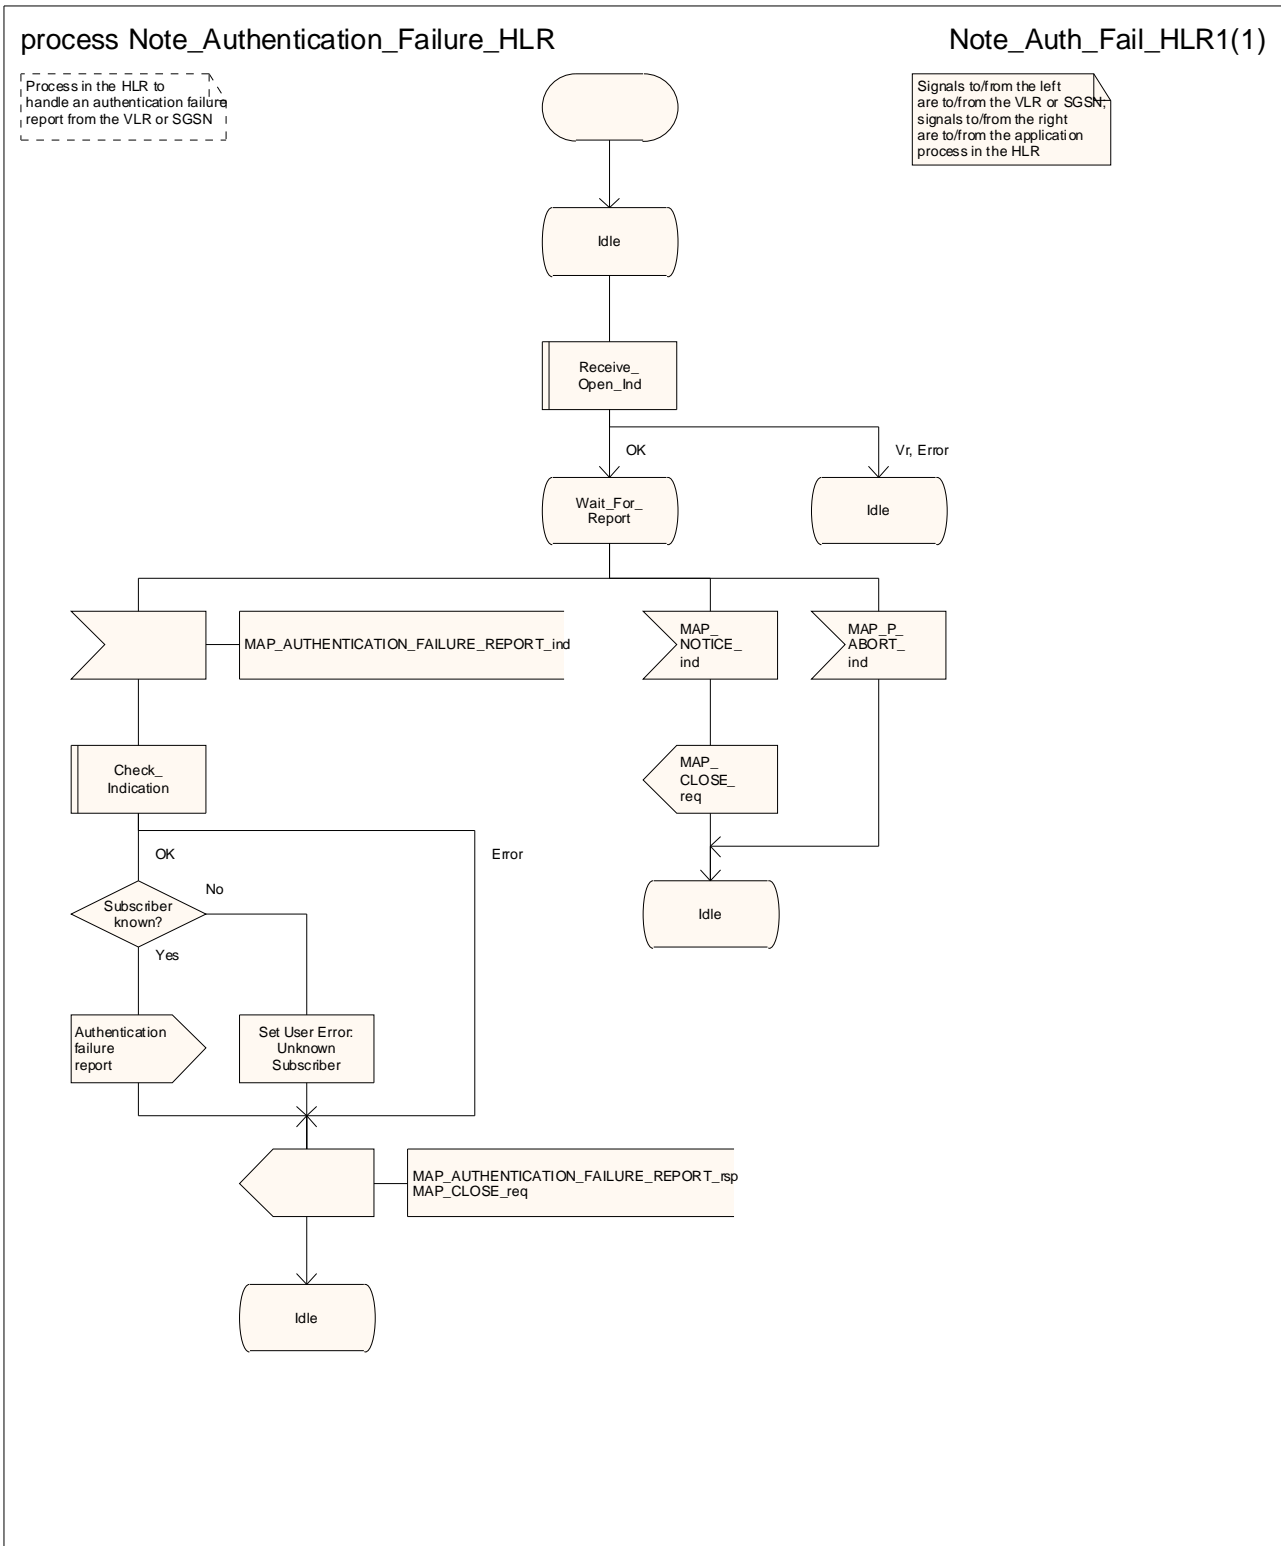 process Note_Authentication_Failure_HLR
Note_Auth_Fail_HLR1(1)
Process in the HLR to
handle an authentication failure
report from the VLR or SGSN
Signals to/from the left
are to/from the VLR or SGSN,
signals to/from the right
are to/from the application
process in the HLR
Idle
Receive_
Open_Ind
OK
Vr, Error
Wait_For_
Report
Idle
MAP_AUTHENTICATION_FAILURE_REPORT_ind
MAP_
NOTICE_
ind
MAP_P_
ABORT_
ind
Check_
Indication
MAP_
CLOSE_
req
OK
Error
No
Subscriber
known?
Idle
Yes
Authentication
failure
report
Set User Error:
Unknown
Subscriber
MAP_AUTHENTICATION_FAILURE_REPORT_rsp
MAP_CLOSE_req
Idle